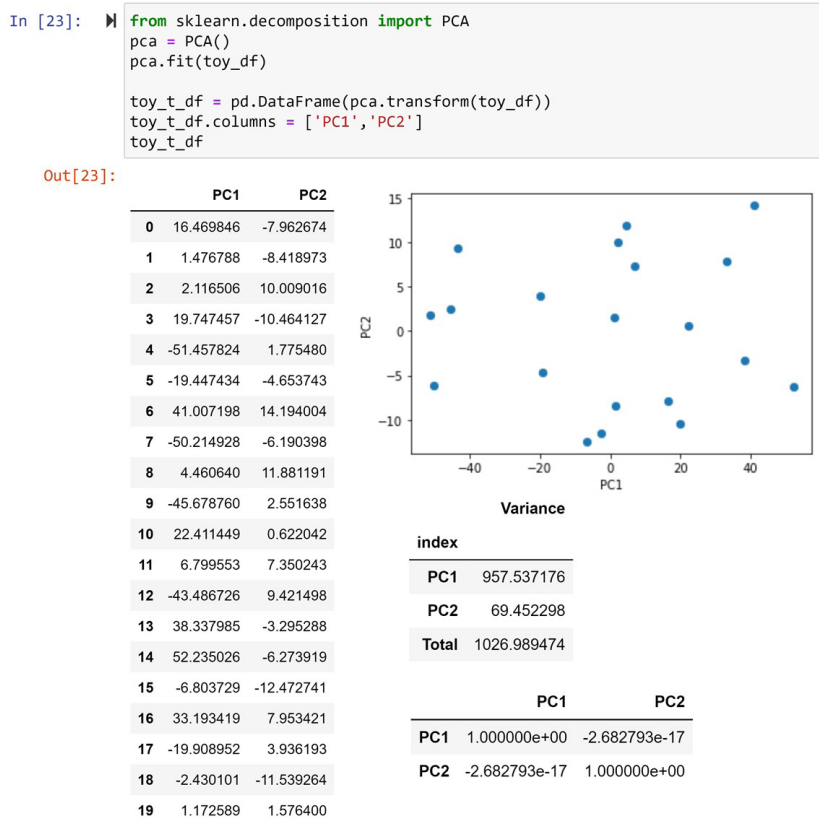 In [23]:
from sklearn.decomposition import PCA
pca = PCA()
pca.fit(toy_df)
toy_t_df = pd.DataFrame(pca.transform(toy_df))
toy_t_df.columns = ['PC1','PC2']
toy_t_df
Out[23]:
PC1 PC2
0 16.469846 -7.962674
1 1.476788 -8.418973
2 2.116506 10.009016
3 19.747457 -10.464127
4 -51.457824 1.775480
5 -19.447434 -4.653743
6 41.007198 14.194004
7 -50.214928 -6.190398
8 4.460640 11.881191
9 -45.678760 2.551638
10 22.411449 0.622042
11 6.799553 7.350243
12 -43.486726 9.421498
13 38.337985 -3.295288
14 52.235026 -6.273919
15 -6.803729 -12.472741
16 33.193419 7.953421
17 -19.908952 3.936193
18 -2.430101 -11.539264
19 1.172589 1.576400
15
10
5
0
−5
−10
PC2
−40 −20 0 20 40
PC1
Variance
index
PC1 957.537176
PC2 69.452298
Total 1026.989474
PC1 PC2
PC1 1.000000e+00 -2.682793e-17
PC2 -2.682793e-17 1.000000e+00